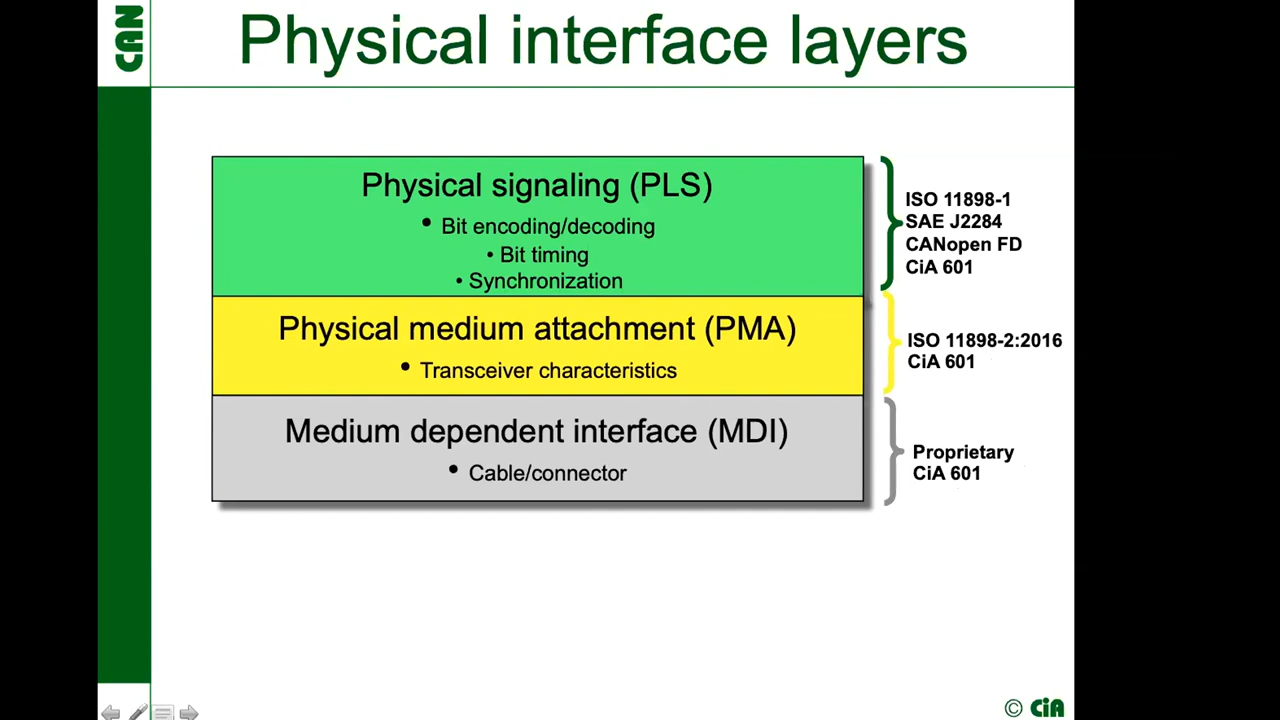 CAN
Physical interface layers
Physical signaling (PLS)
• Bit encoding/decoding
• Bit timing
• Synchronization
ISO 11898-1
SAE J2284
CANopen FD
CiA 601
Physical medium attachment (PMA)
• Transceiver characteristics
ISO 11898-2:2016
CiA 601
Medium dependent interface (MDI)
• Cable/connector
Proprietary
CiA 601
© CiA